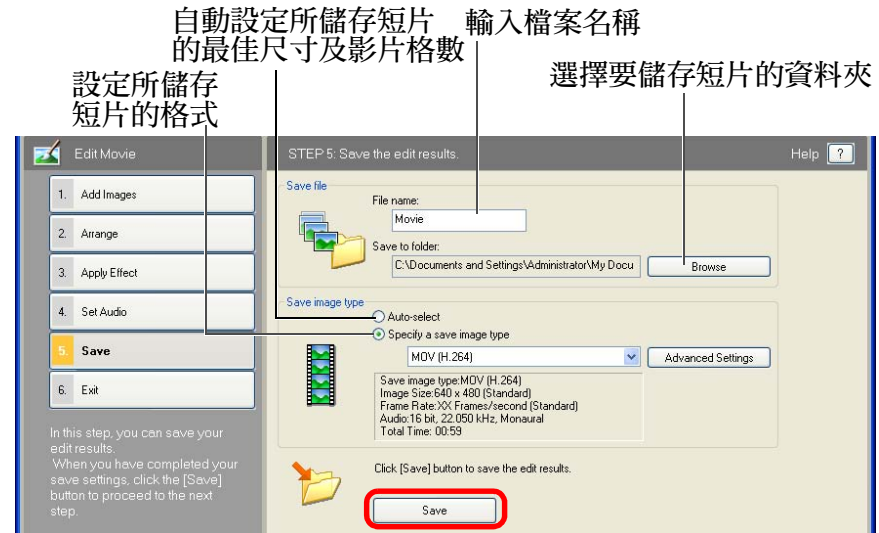 自動設定所儲存短片
的最佳尺寸及影片格數
輸入檔案名稱
設定所儲存
短片的格式
選擇要儲存短片的資料夾
Edit Movie
1. Add Images
2. Arrange
3. Apply Effect
4. Set Audio
5. Save
6. Exit
In this step, you can save your
edit results.
When you have completed your
save settings, click the [Save]
button to proceed to the next
step.
STEP 5: Save the edit results.
Help ?
Save file
File name:
Movie
Save to folder:
C:\Documents and Settings\Administrator\My Docu
Browse
Save image type
Auto-select
Specify a save image type
MOV (H.264)
Advanced Settings
Save image type:MOV (H.264)
Image Size:640 x 480 (Standard)
Frame Rate:XX Frames/second (Standard)
Audio:16 bit, 22.050 kHz, Monaural
Total Time: 00:59
Click [Save] button to save the edit results.
Save